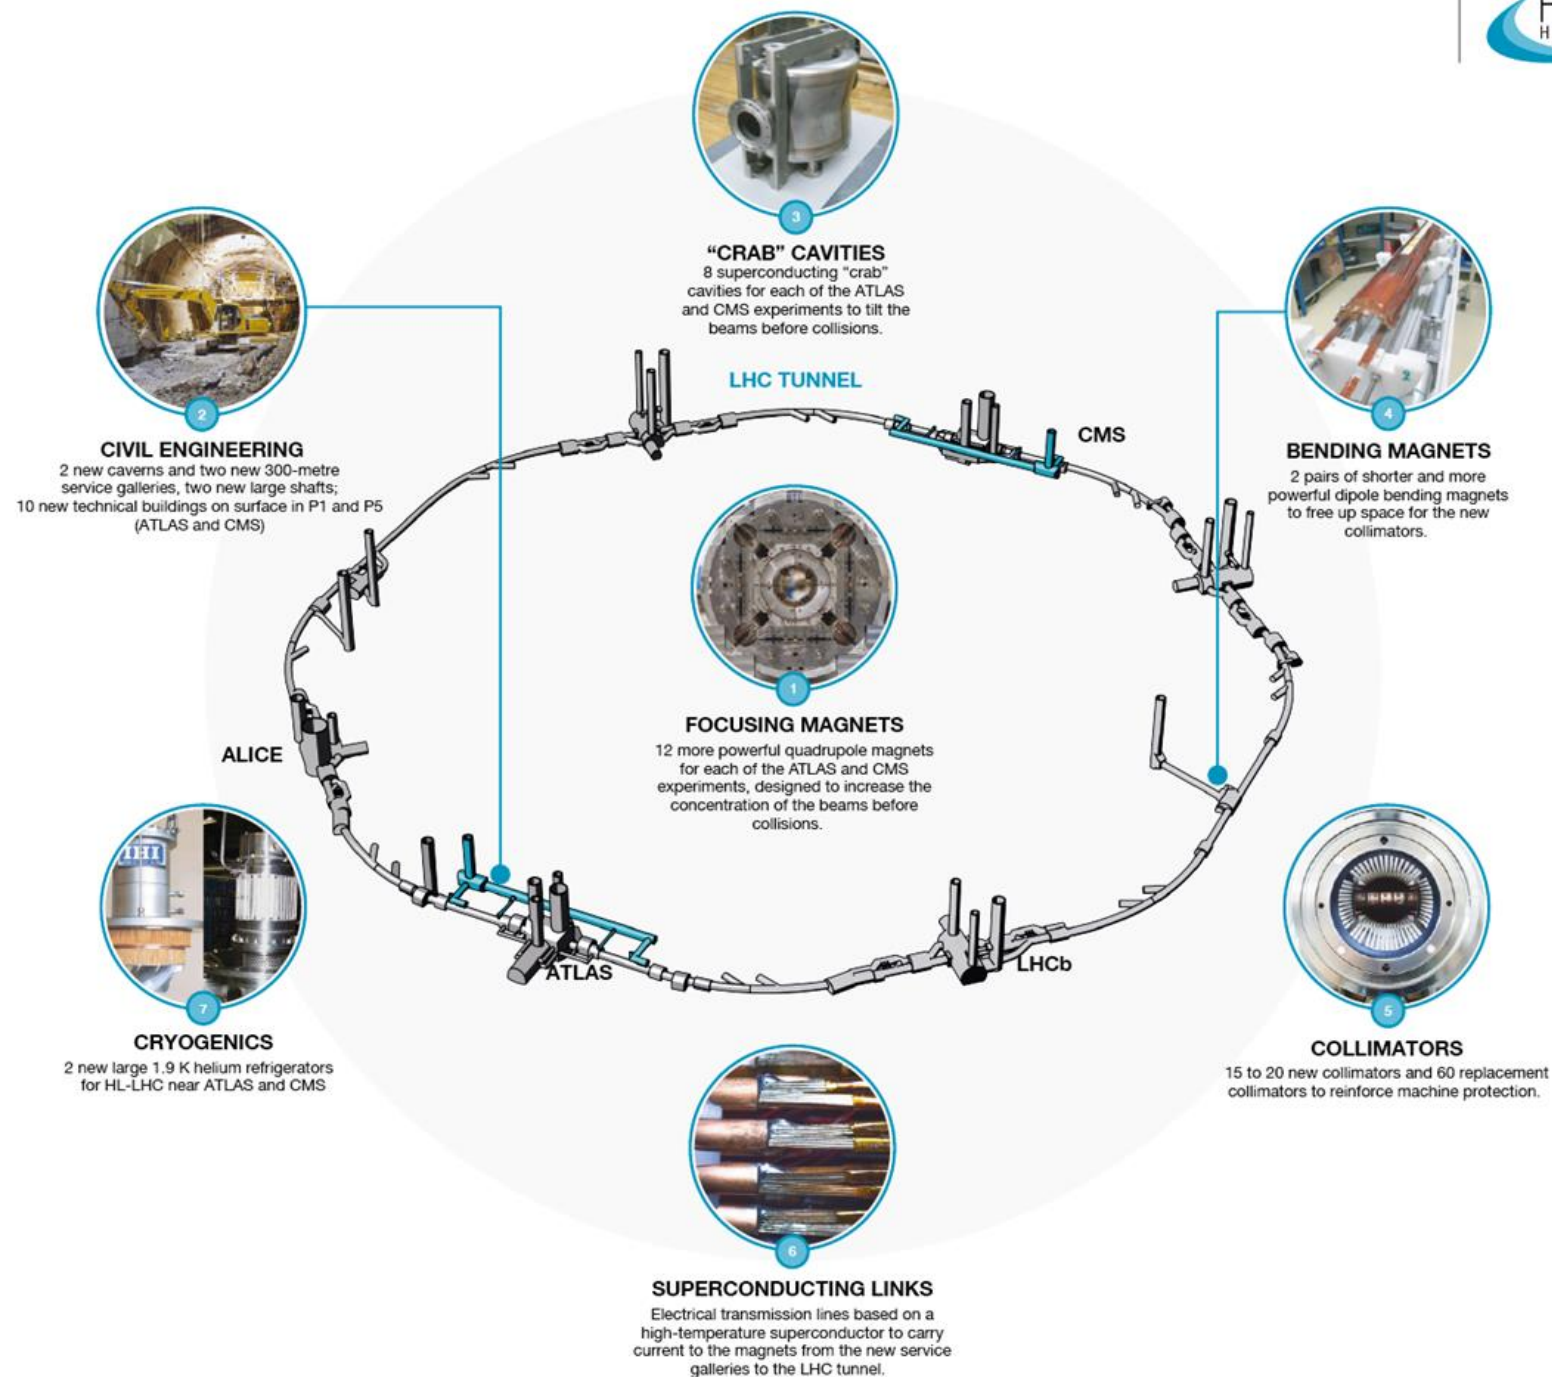 3
"CRAB" CAVITIES
8 superconducting "crab"
cavities for each of the ATLAS
and CMS experiments to tilt the
beams before collisions.
2
CIVIL ENGINEERING
2 new caverns and two new 300-metre
service galleries, two new large shafts;
10 new technical buildings on surface in P1 and P5
(ATLAS and CMS)
LHC TUNNEL
CMS
4
BENDING MAGNETS
2 pairs of shorter and more
powerful dipole bending magnets
to free up space for the new
collimators.
1
FOCUSING MAGNETS
12 more powerful quadrupole magnets
for each of the ATLAS and CMS
experiments, designed to increase the
concentration of the beams before
collisions.
ALICE
ATLAS
LHCb
IHI
7
CRYOGENICS
2 new large 1.9 K helium refrigerators
for HL-LHC near ATLAS and CMS
5
COLLIMATORS
15 to 20 new collimators and 60 replacement
collimators to reinforce machine protection.
6
SUPERCONDUCTING LINKS
Electrical transmission lines based on a
high-temperature superconductor to carry
current to the magnets from the new service
galleries to the LHC tunnel.